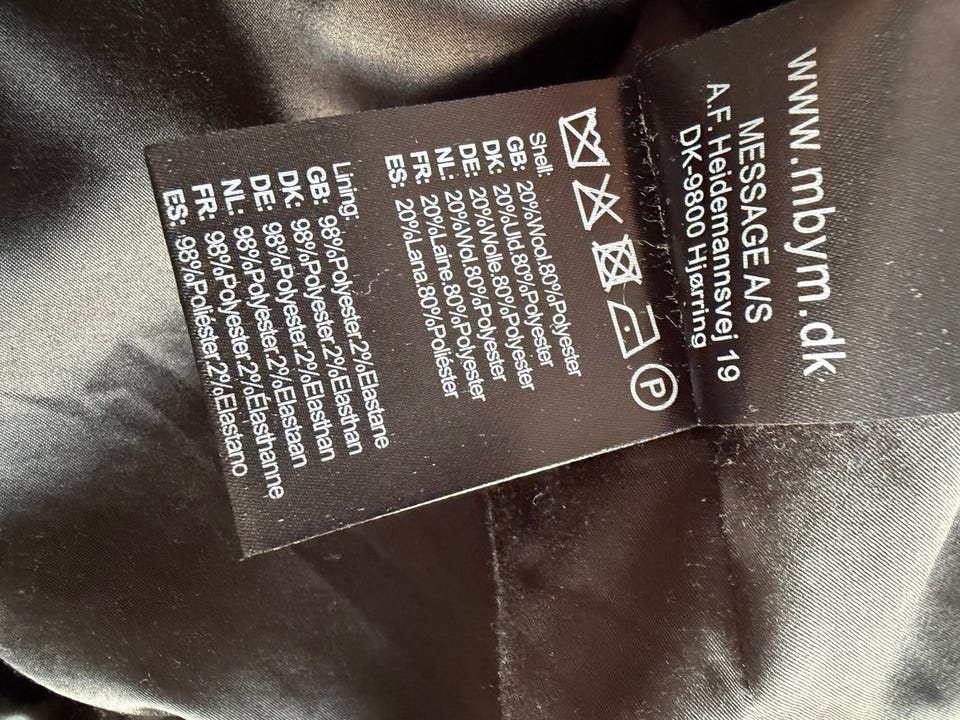 www.mbym.dk
MESSAGE A/S
A.F. Heidemannsvej 19
DK-9800 Hjørring
P
Shell:
GB: 20%Wool.80%Polyester
DK: 20%Uld.80%Polyester
DE: 20%Wolle.80%Polyester
NL: 20%Wol.80%Polyester
FR: 20%Laine.80%Polyester
ES: 20%Lana.80%Poliéster
Lining:
GB: 98%Polyester.2%Elastane
DK: 98%Polyester.2%Elasthan
DE: 98%Polyester.2%Elasthan
NL: 98%Polyester.2%Elastaan
FR: 98%Polyester.2%Elasthanne
ES: 98%Poliéster.2%Elastano